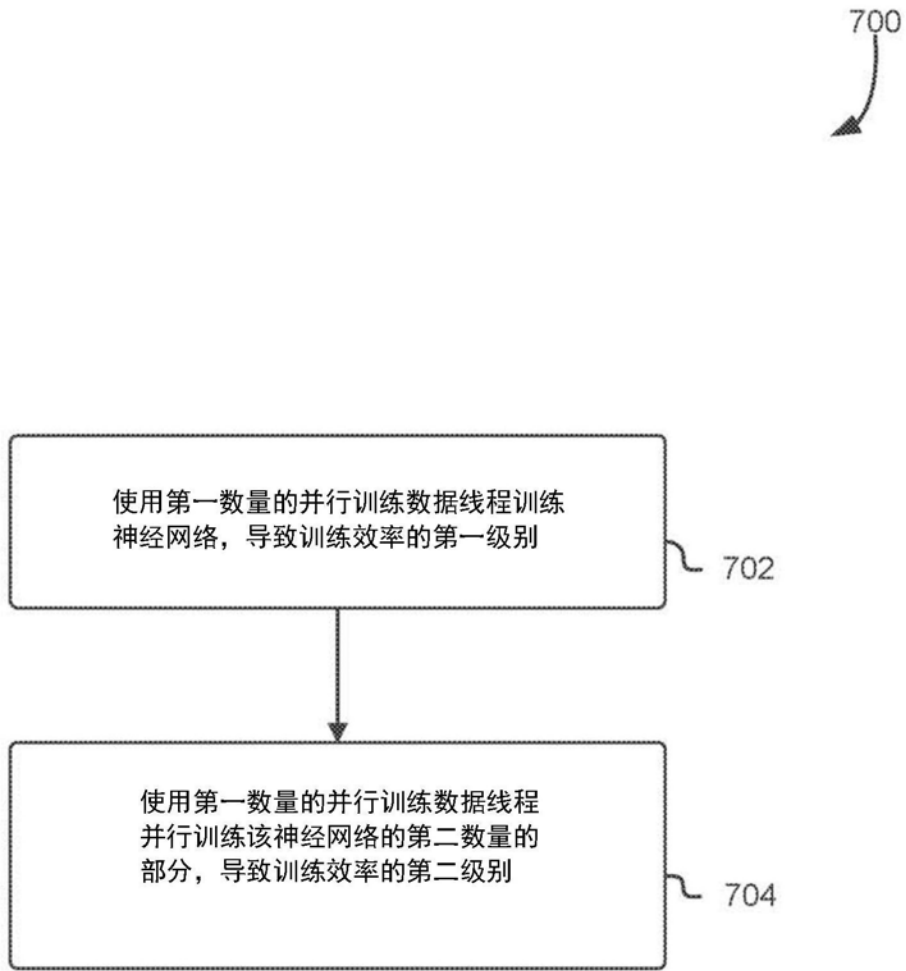 700
使用第一数量的并行训练数据线程训练
神经网络，导致训练效率的第一级别
702
使用第一数量的并行训练数据线程
并行训练该神经网络的第二数量的
部分，导致训练效率的第二级别
704